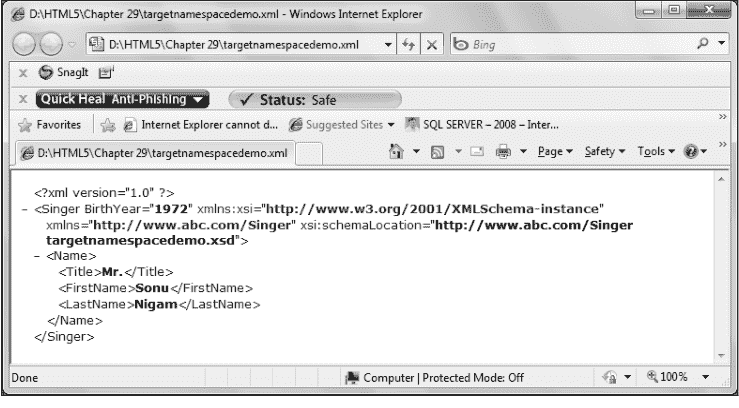 D:\HTML5\Chapter 29\targetnamespacedemo.xml - Windows Internet Explorer
D:\HTML5\Chapter 29\targetnamespacedemo.xml
Bing
x SnagIt
x Quick Heal Anti-Phishing Status: Safe
Favorites Internet Explorer cannot d... Suggested Sites SQL SERVER – 2008 – Inter... »
D:\HTML5\Chapter 29\targetnamespacedemo.xml Page Safety Tools »
<?xml version="1.0" ?>
- <Singer BirthYear="1972" xmlns:xsi="http://www.w3.org/2001/XMLSchema-instance"
xmlns="http://www.abc.com/Singer" xsi:schemaLocation="http://www.abc.com/Singer
targetnamespacedemo.xsd">
- <Name>
<Title>Mr.</Title>
<FirstName>Sonu</FirstName>
<LastName>Nigam</LastName>
</Name>
</Singer>
Done Computer | Protected Mode: Off 100%